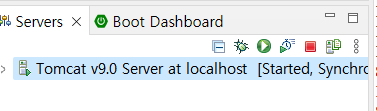 Servers Boot Dashboard
Tomcat v9.0 Server at localhost [Started, Synchro